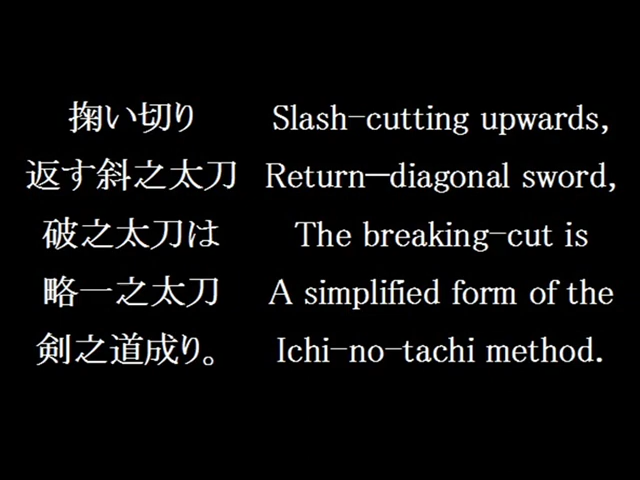 掬い切り Slash-cutting upwards,
返す斜之太刀 Return—diagonal sword,
破之太刀は The breaking-cut is
略一之太刀 A simplified form of the
剣之道成り。 Ichi-no-tachi method.